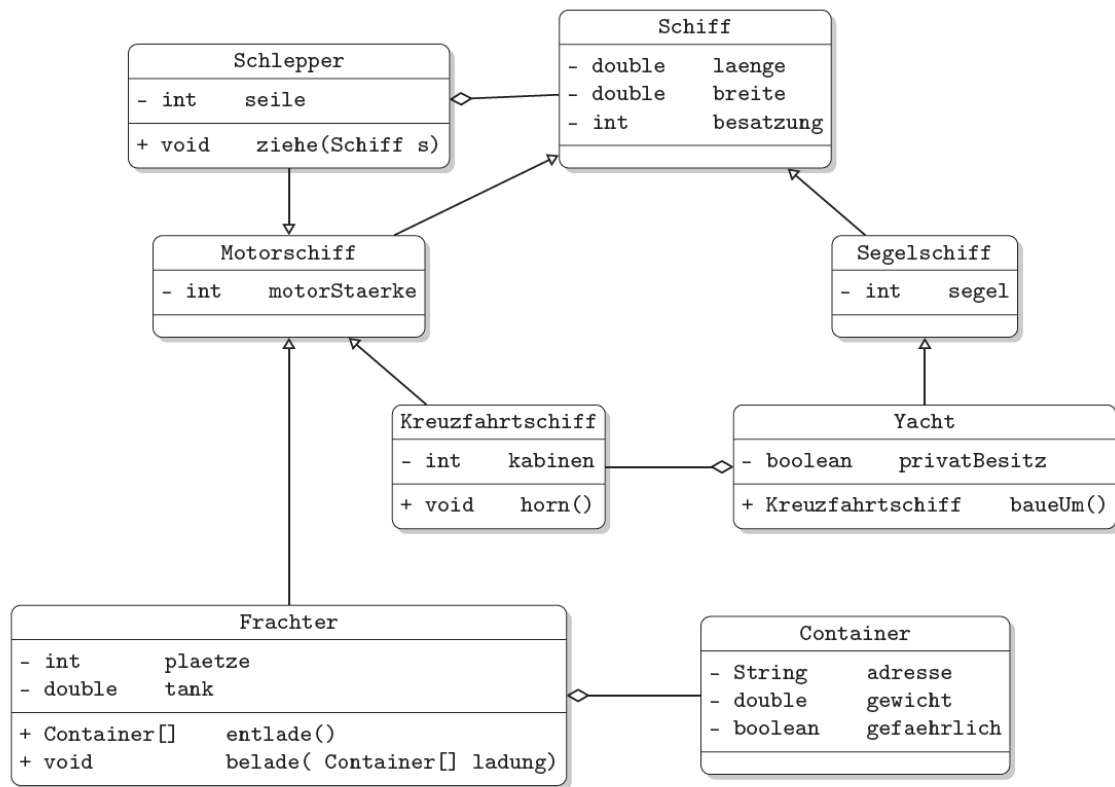 Schlepper
- int seile
+ void ziehe(Schiff s)
Schiff
- double laenge
- double breite
- int besatzung
Motorschiff
- int motorStaerke
Segelschiff
- int segel
Kreuzfahrtschiff
- int kabinen
+ void horn()
Yacht
- boolean privatBesitz
+ Kreuzfahrtschiff baueUm()
Frachter
- int plaetze
- double tank
+ Container[] entlade()
+ void belade( Container[] ladung)
Container
- String adresse
- double gewicht
- boolean gefaehrlich